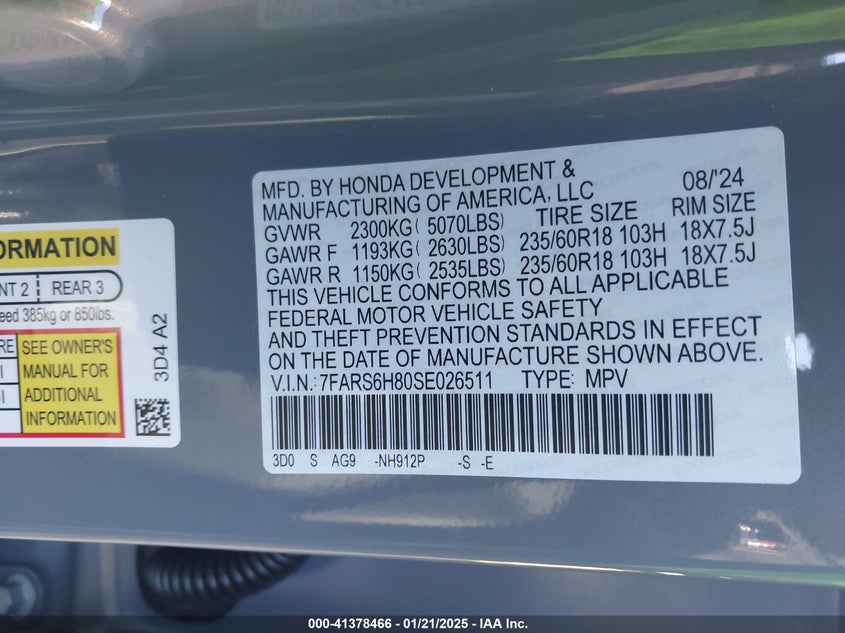 MFD. BY HONDA DEVELOPMENT &
MANUFACTURING OF AMERICA, LLC 08/'24
GVWR 2300KG( 5070LBS) TIRE SIZE RIM SIZE
GAWR F 1193KG( 2630LBS) 235/60R18 103H 18X7.5J
GAWR R 1150KG( 2535LBS) 235/60R18 103H 18X7.5J
THIS VEHICLE CONFORMS TO ALL APPLICABLE
FEDERAL MOTOR VEHICLE SAFETY
AND THEFT PREVENTION STANDARDS IN EFFECT
ON THE DATE OF MANUFACTURE SHOWN ABOVE.
V.I.N.: 7FARS6H80SE026511 TYPE: MPV
3D0 S AG9 -NH912P -S -E
REAR 3
385kg or 850lbs.
SEE OWNER'S
MANUAL FOR
ADDITIONAL
INFORMATION
3D4 A2
000-41378466 - 01/21/2025 - IAA Inc.